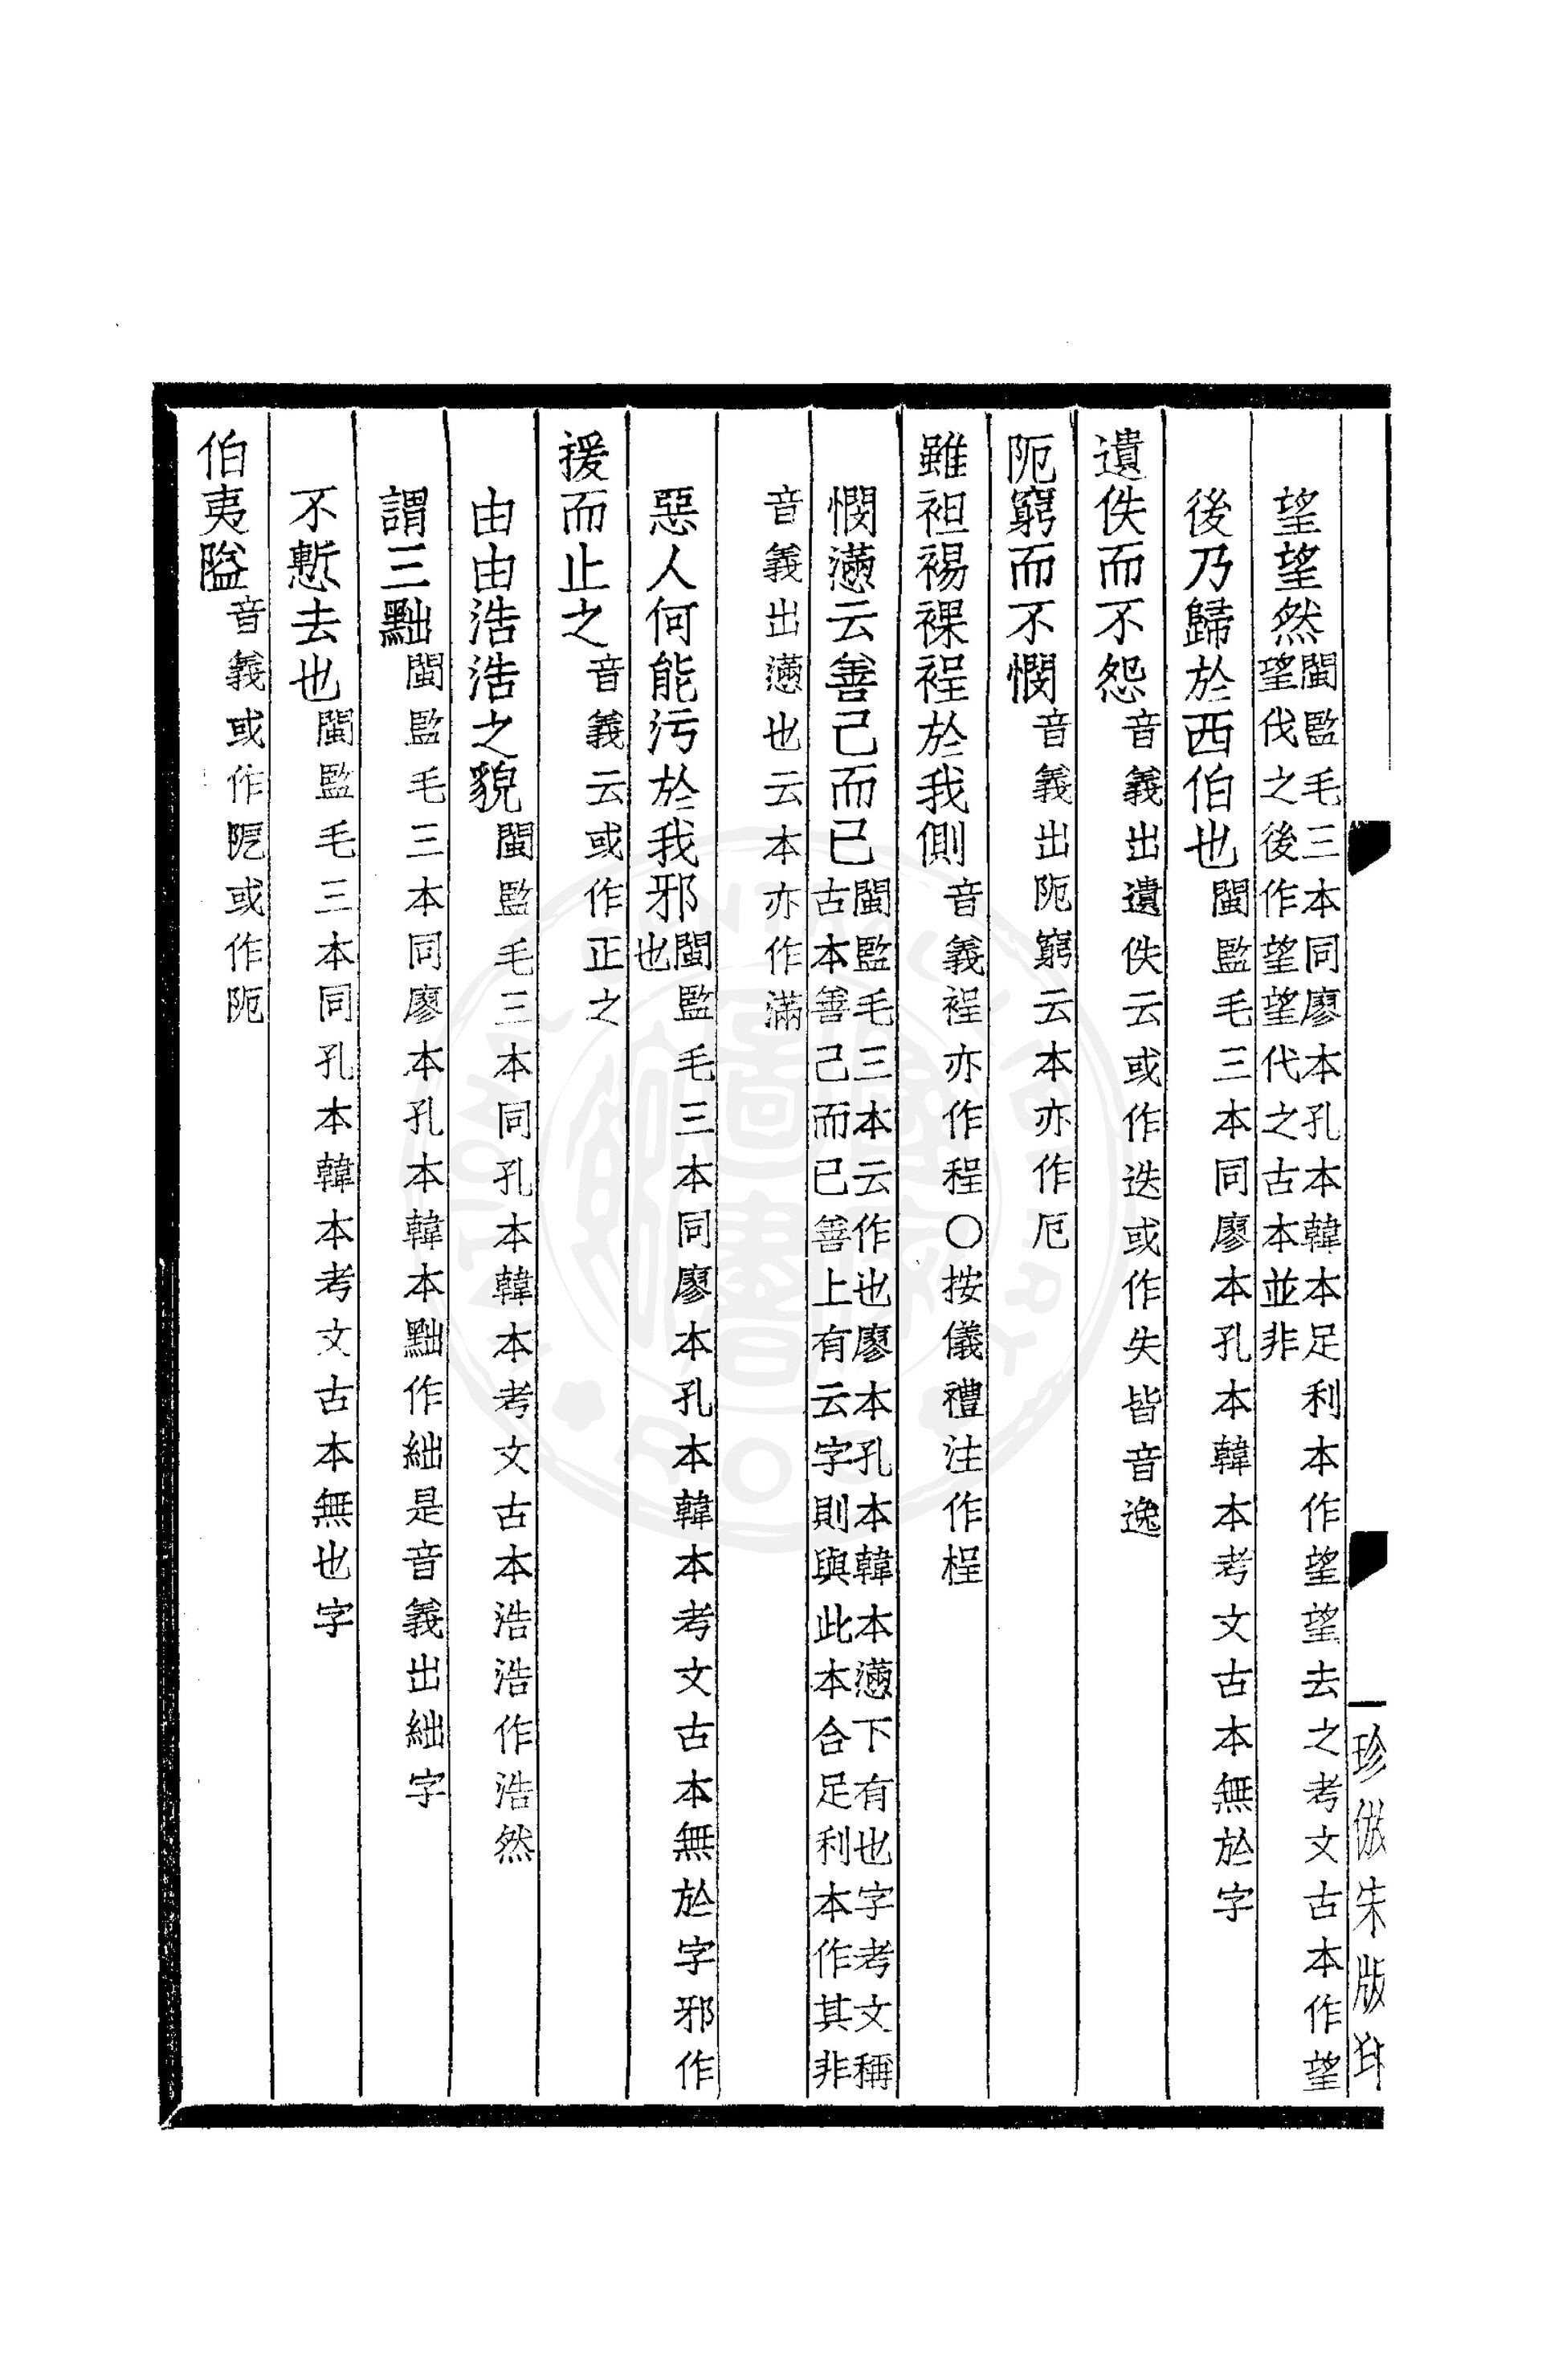 望望然閩監毛三本同廖本孔本韓本足利本作望望去之考文古本作望望伐之後作望望代之古本並非
後乃歸於西伯也閩監毛三本同廖本孔本韓本考文古本無於字
遺佚而不怨音義出遺佚云或作迭或作失皆音逸
阨窮而不憫音義出阨窮云本亦作厄
雖袒裼裸裎於我側音義裎亦作程〇按儀禮注作桯
憫懣云善己而已閩監毛三本云作也廖本孔本韓本懣下有也字考文稱古本善己而已善上有云字則與此本合足利本作其非
音義出懣也云本亦作滿
惡人何能污於我邪閩監毛三本同廖本孔本韓本考文古本無於字邪作也
援而止之音義云或作正之
由由浩浩之貌閩監毛三本同孔本韓本考文古本浩浩作浩然
謂三黜閩監毛三本同廖本孔本韓本黜作絀是音義出絀字
不慙去也閩監毛三本同孔本韓本考文古本無也字
伯夷隘音義或作阸或作阨
珍倣宋版印
國家圖書館
NATIONAL CENTRAL LIBRARY
ROC